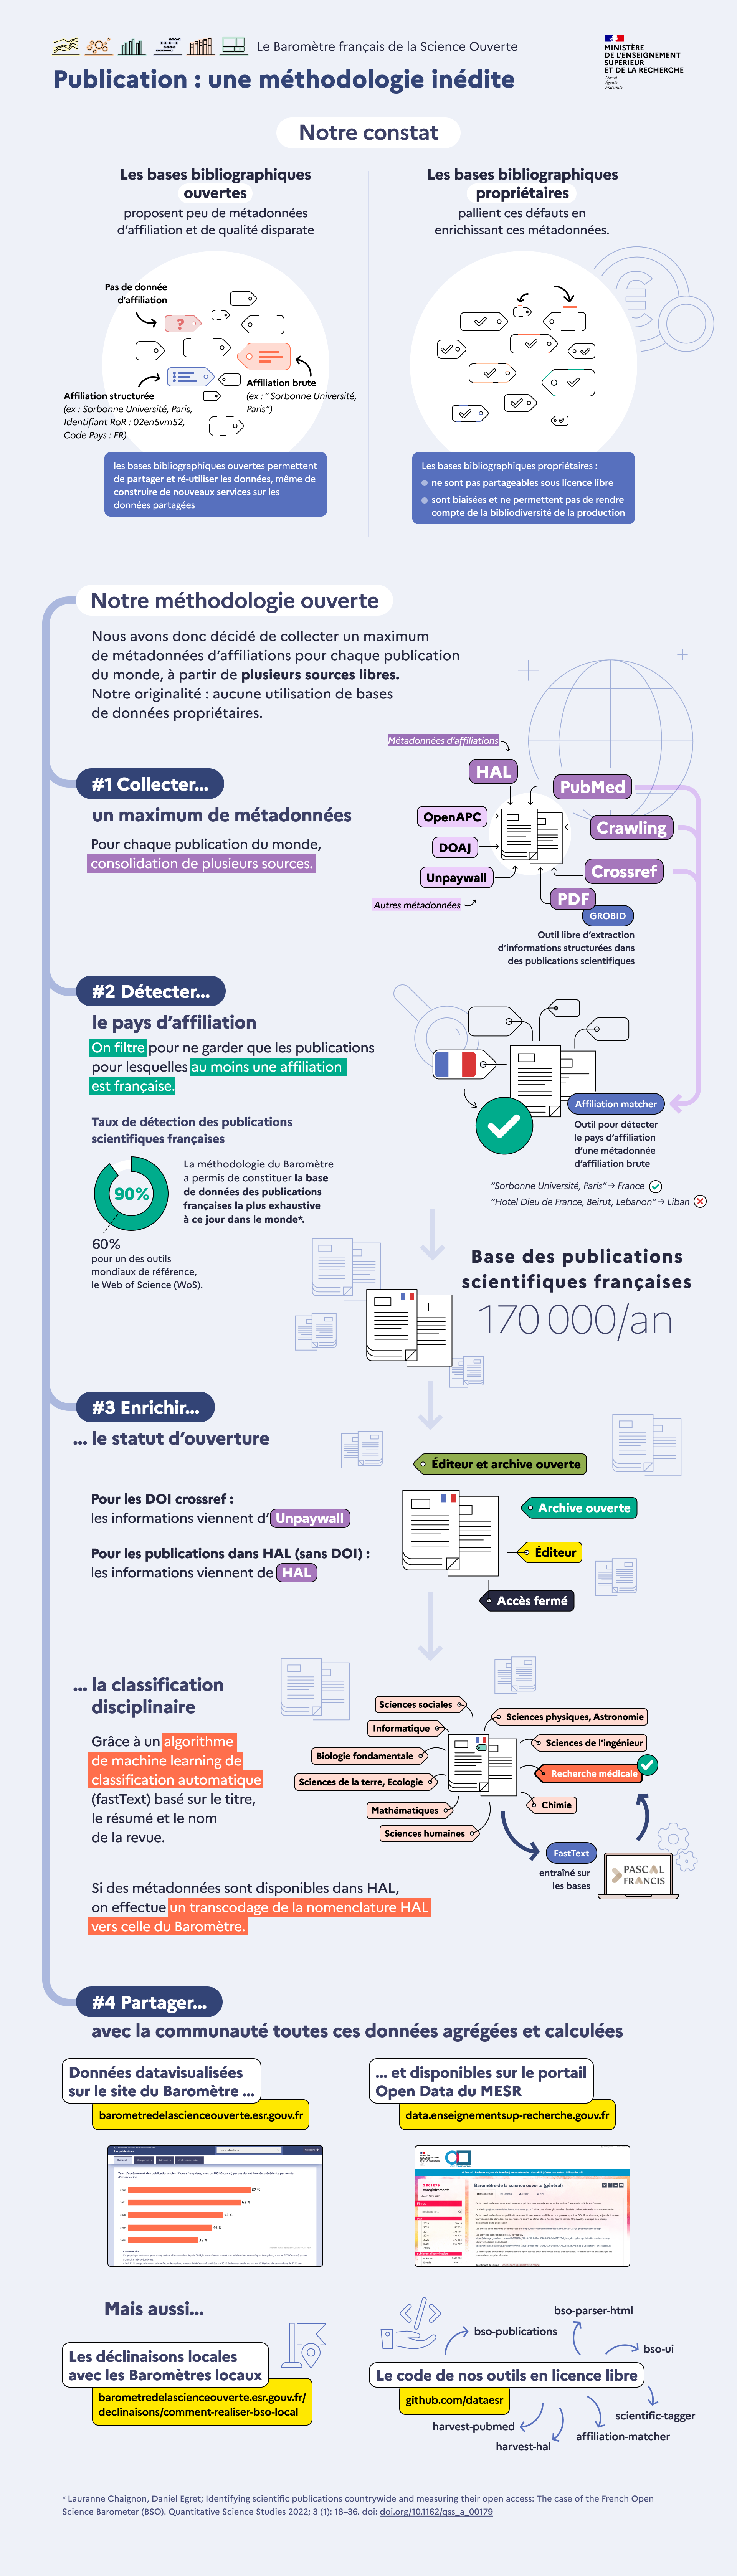 Le Baromètre français de la Science Ouverte
Publication : une méthodologie inédite
MINISTÈRE
DE L'ENSEIGNEMENT
SUPÉRIEUR
ET DE LA RECHERCHE
Liberté
Égalité
Fraternité
Notre constat
Les bases bibliographiques
ouvertes
proposent peu de métadonnées
d'affiliation et de qualité disparate
Pas de donnée
d'affiliation
?
Affiliation structurée
(ex : Sorbonne Université, Paris,
Identifiant RoR : 02en5vm52,
Code Pays : FR)
Affiliation brute
(ex : " Sorbonne Université,
Paris")
les bases bibliographiques ouvertes permettent
de partager et ré-utiliser les données, même de
construire de nouveaux services sur les
données partagées
Les bases bibliographiques
propriétaires
pallient ces défauts en
enrichissant ces métadonnées.
€
Les bases bibliographiques propriétaires :
ne sont pas partageables sous licence libre
sont biaisées et ne permettent pas de rendre
compte de la bibliodiversité de la production
Notre méthodologie ouverte
Nous avons donc décidé de collecter un maximum
de métadonnées d'affiliations pour chaque publication
du monde, à partir de plusieurs sources libres.
Notre originalité : aucune utilisation de bases
de données propriétaires.
#1 Collecter...
un maximum de métadonnées
Pour chaque publication du monde,
consolidation de plusieurs sources.
Métadonnées d'affiliations
HAL
PubMed
OpenAPC
Crawling
DOAJ
Unpaywall
Crossref
PDF
GROBID
Autres métadonnées
Outil libre d'extraction
d'informations structurées dans
des publications scientifiques
#2 Détecter...
le pays d'affiliation
On filtre pour ne garder que les publications
pour lesquelles au moins une affiliation
est française.
Affiliation matcher
Outil pour détecter
le pays d'affiliation
d'une métadonnée
d'affiliation brute
"Sorbonne Université, Paris" → France
"Hotel Dieu de France, Beirut, Lebanon" → Liban
Taux de détection des publications
scientifiques françaises
90%
60%
pour un des outils
mondiaux de référence,
le Web of Science (WoS).
La méthodologie du Baromètre
a permis de constituer la base
de données des publications
françaises la plus exhaustive
à ce jour dans le monde*.
Base des publications
scientifiques françaises
170 000/an
#3 Enrichir...
... le statut d'ouverture
Pour les DOI crossref :
les informations viennent d' Unpaywall
Pour les publications dans HAL (sans DOI) :
les informations viennent de HAL
Éditeur et archive ouverte
Archive ouverte
Éditeur
Accès fermé
... la classification
disciplinaire
Grâce à un algorithme
de machine learning de
classification automatique
(fastText) basé sur le titre,
le résumé et le nom
de la revue.
Sciences sociales
Informatique
Biologie fondamentale
Sciences de la terre, Ecologie
Mathématiques
Sciences humaines
Sciences physiques, Astronomie
Sciences de l'ingénieur
Recherche médicale
Chimie
FastText
entraîné sur
les bases
PASCAL
FRANCIS
Si des métadonnées sont disponibles dans HAL,
on effectue un transcodage de la nomenclature HAL
vers celle du Baromètre.
#4 Partager...
avec la communauté toutes ces données agrégées et calculées
Données datavisualisées
sur le site du Baromètre ...
barometredelascienceouverte.esr.gouv.fr
... et disponibles sur le portail
Open Data du MESR
data.enseignementsup-recherche.gouv.fr
Baromètre de la science ouverte (général)
Mais aussi...
Les déclinaisons locales
avec les Baromètres locaux
barometredelascienceouverte.esr.gouv.fr/
declinaisons/comment-realiser-bso-local
</>
bso-parser-html
bso-publications
bso-ui
Le code de nos outils en licence libre
github.com/dataesr
scientific-tagger
harvest-pubmed
affiliation-matcher
harvest-hal
* Lauranne Chaignon, Daniel Egret; Identifying scientific publications countrywide and measuring their open access: The case of the French Open
Science Barometer (BSO). Quantitative Science Studies 2022; 3 (1): 18–36. doi: doi.org/10.1162/qss_a_00179